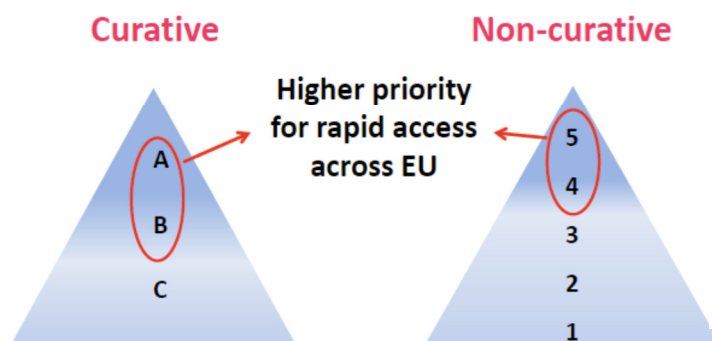 Curative
Non-curative
Higher priority
for rapid access
across EU
A
B
C
5
4
3
2
1